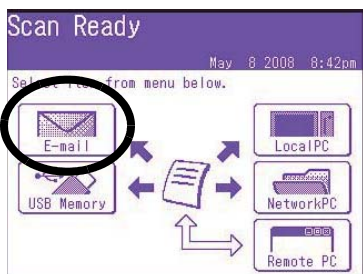 Scan Ready
May 8 2008 8:42pm
from menu below.
E-mail
LocalPC
USB Memory
NetworkPC
Remote PC